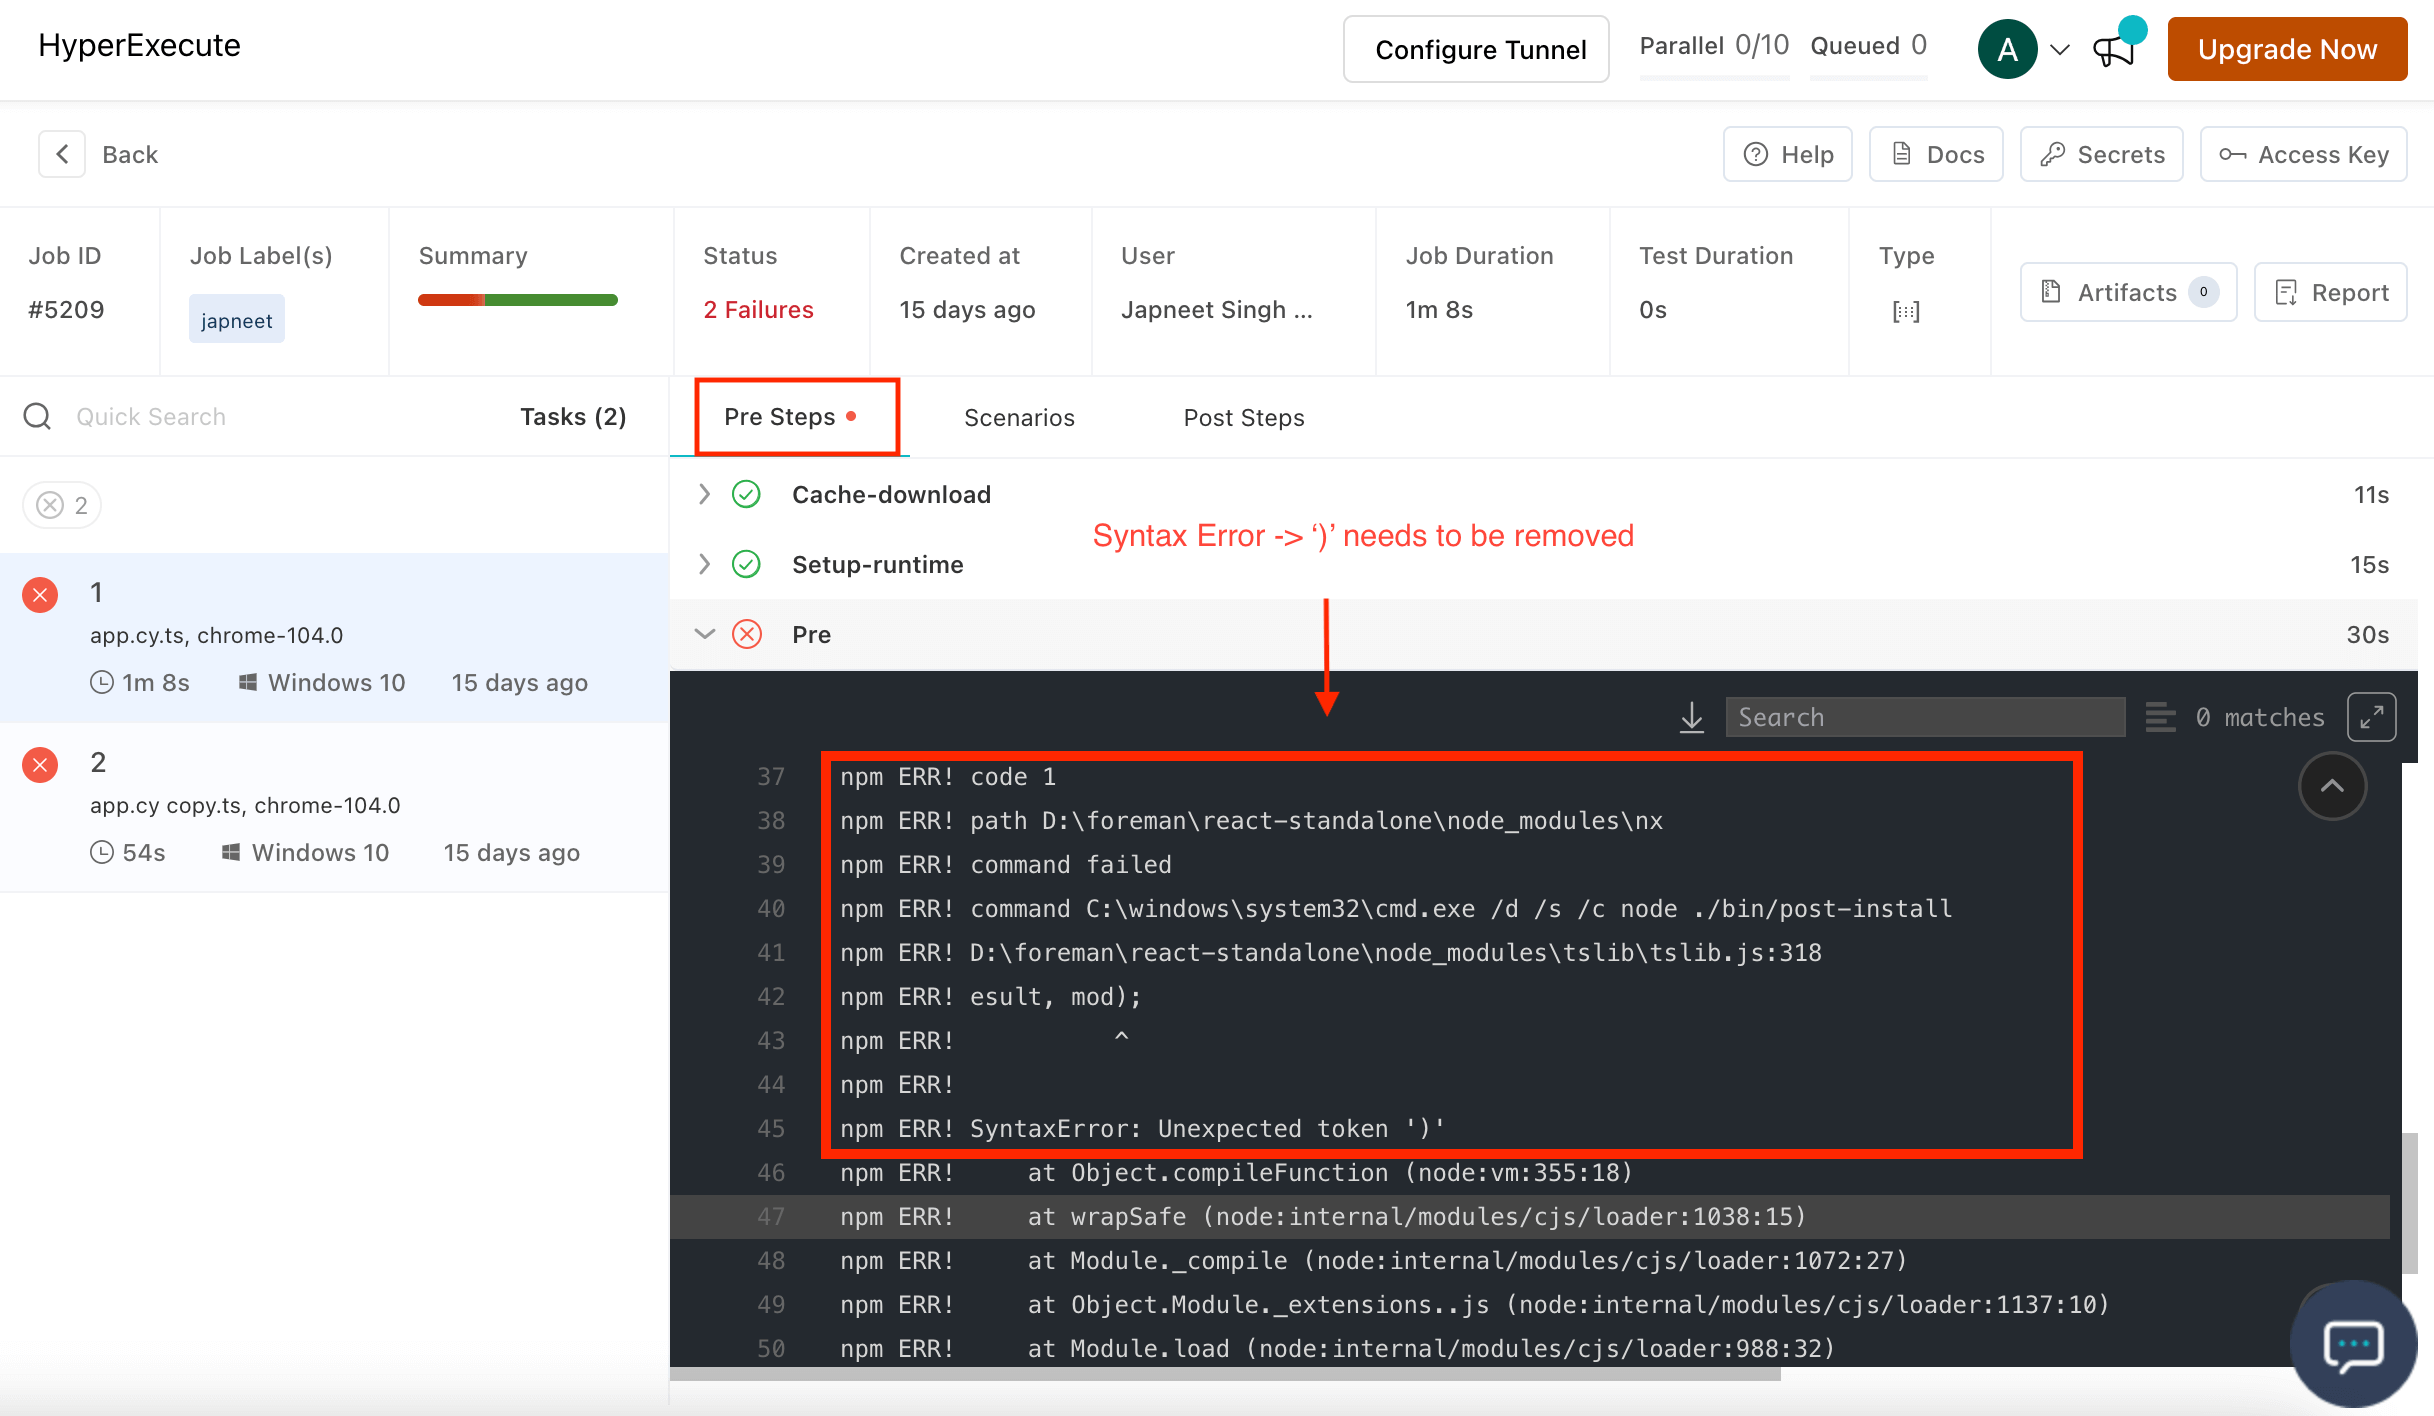 HyperExecute
Configure Tunnel
Parallel 0/10
Queued 0
A
Upgrade Now
Back
Help
Docs
Secrets
Access Key
Job ID
#5209
Job Label(s)
japneet
Summary
Status
2 Failures
Created at
15 days ago
User
Japneet Singh ...
Job Duration
1m 8s
Test Duration
0s
Type
Artifacts 0
Report
Quick Search
Tasks (2)
2
1
app.cy.ts, chrome-104.0
1m 8s Windows 10 15 days ago
2
app.cy copy.ts, chrome-104.0
54s Windows 10 15 days ago
Pre Steps
Scenarios
Post Steps
Cache-download 11s
Syntax Error -> ‘)’ needs to be removed
Setup-runtime 15s
Pre 30s
Search
0 matches
37 npm ERR! code 1
38 npm ERR! path D:\foreman\react-standalone\node_modules\nx
39 npm ERR! command failed
40 npm ERR! command C:\windows\system32\cmd.exe /d /s /c node ./bin/post-install
41 npm ERR! D:\foreman\react-standalone\node_modules\tslib\tslib.js:318
42 npm ERR! esult, mod);
43 npm ERR!           ^
44 npm ERR!
45 npm ERR! SyntaxError: Unexpected token ')'
46 npm ERR!     at Object.compileFunction (node:vm:355:18)
47 npm ERR!     at wrapSafe (node:internal/modules/cjs/loader:1038:15)
48 npm ERR!     at Module._compile (node:internal/modules/cjs/loader:1072:27)
49 npm ERR!     at Object.Module._extensions..js (node:internal/modules/cjs/loader:1137:10)
50 npm ERR!     at Module.load (node:internal/modules/cjs/loader:988:32)